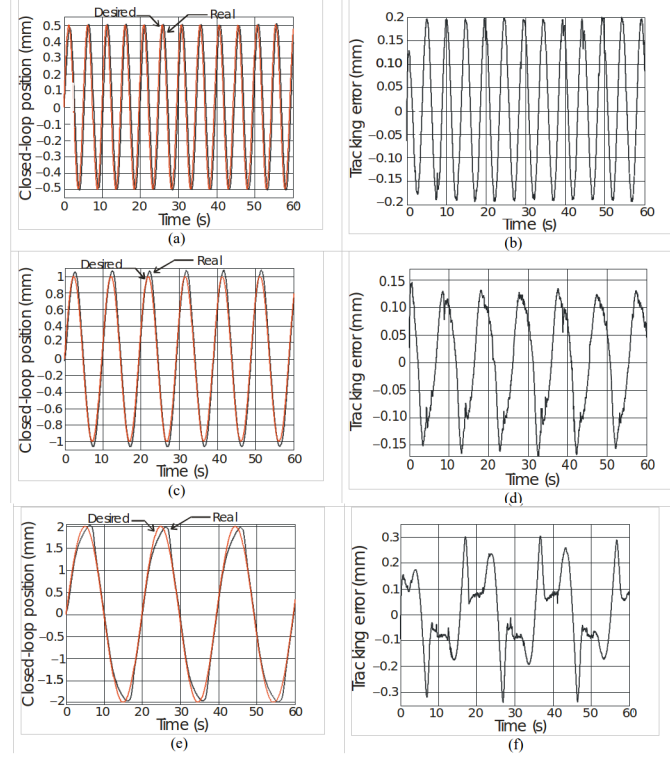 Desired
Real
Closed-loop position (mm)
0.5
0.4
0.3
0.2
0.1
0
−0.1
−0.2
−0.3
−0.4
−0.5
0 10 20 30 40 50 60
Time (s)
(a)
Tracking error (mm)
0.2
0.15
0.10
0.05
0
−0.05
−0.10
−0.15
−0.2
0 10 20 30 40 50 60
Time (s)
(b)
Desired
Real
Closed-loop position (mm)
1
0.8
0.6
0.4
0.2
0
−0.2
−0.4
−0.6
−0.8
−1
0 10 20 30 40 50 60
Time (s)
(c)
Tracking error (mm)
0.15
0.10
0.05
0
−0.05
−0.10
−0.15
0 10 20 30 40 50 60
Time (s)
(d)
Desired
Real
Closed-loop position (mm)
2
1.5
1
0.5
0
−0.5
−1
−1.5
−2
0 10 20 30 40 50 60
Time (s)
(e)
Tracking error (mm)
0.3
0.2
0.1
0
−0.1
−0.2
−0.3
0 10 20 30 40 50 60
Time (s)
(f)